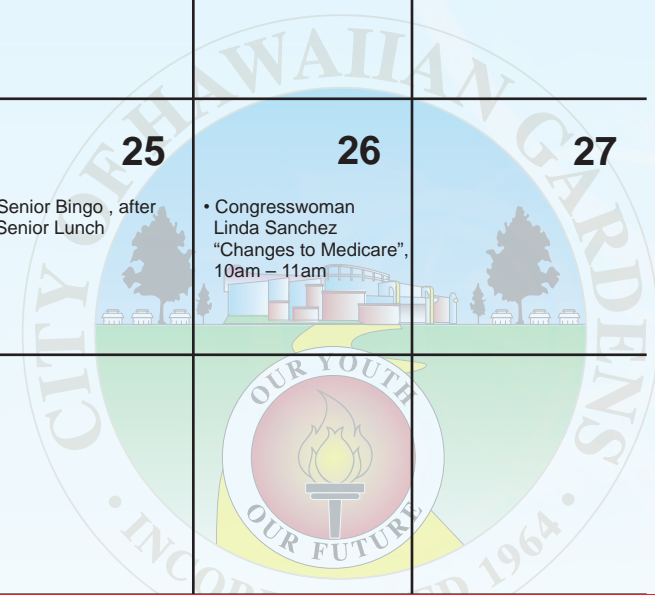 CITY OF HAWAIIAN GARDENS
25
26
27
Senior Bingo , after
Senior Lunch
• Congresswoman
Linda Sanchez
“Changes to Medicare”,
10am – 11am
OUR YOUTH
OUR FUTURE
1964